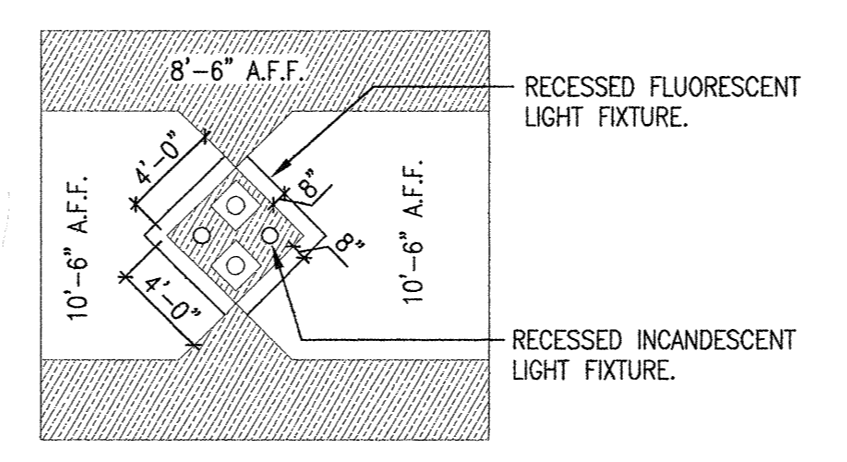 8'-6" A.F.F.
RECESSED FLUORESCENT
LIGHT FIXTURE.
4'-0"
8"
10'-6" A.F.F.
10'-6" A.F.F.
8"
4'-0"
RECESSED INCANDESCENT
LIGHT FIXTURE.